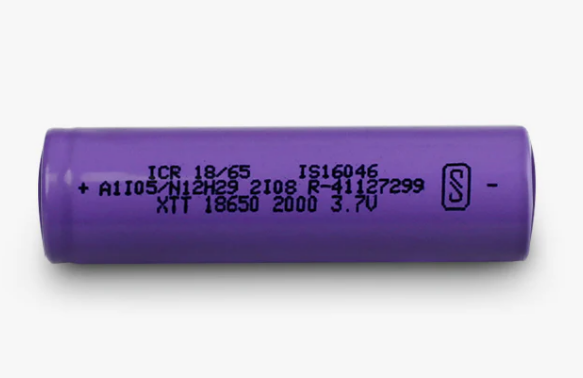 ICR 18/65 IS16046
+ A1I05/N12H29 2I08 R-41127299 -
XTT 18650 2000 3.7V